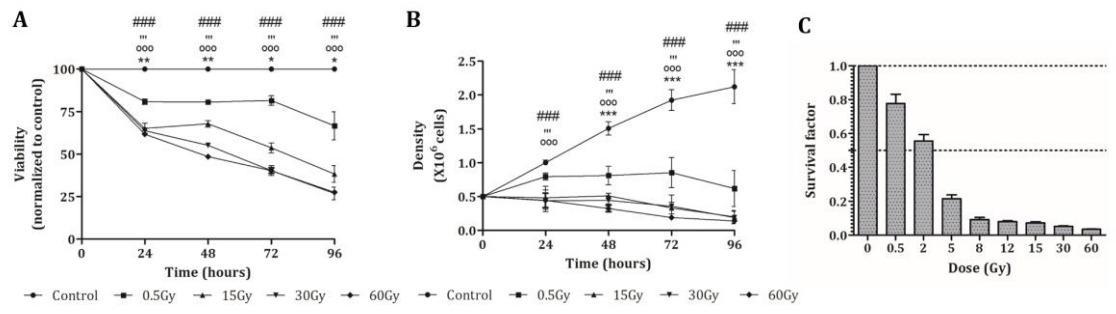 A
### ### ### ###
''' ''' ''' '''
ooo ooo ooo ooo
** ** * *
100
75
50
25
0
Viability
(normalized to control)
0 24 48 72 96
Time (hours)
Control 0.5Gy 15Gy 30Gy 60Gy
B
###
'''
ooo
###
'''
ooo
***
###
'''
ooo
***
###
'''
ooo
***
2.5
2.0
1.5
1.0
0.5
0.0
Density
(X10⁶ cells)
0 24 48 72 96
Time (hours)
Control 0.5Gy 15Gy 30Gy 60Gy
C
1.0
0.8
0.6
0.4
0.2
0.0
Survival factor
0 0.5 2 5 8 12 15 30 60
Dose (Gy)